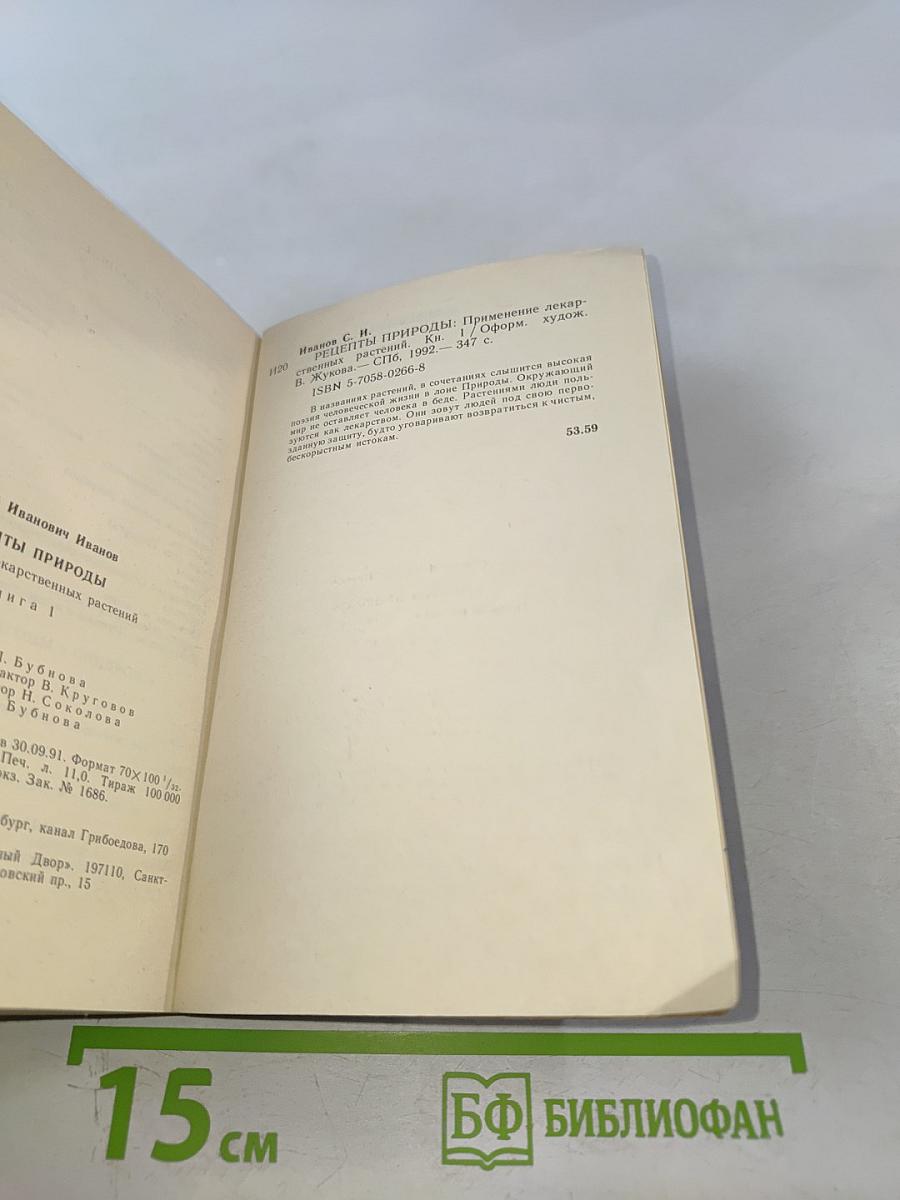 Иванович Иванов
ТЫ ПРИРОДЫ
карственных растений
нига 1
Бубнова
актор В. Круговов
ор Н. Соколова
Бубнова
в 30.09.91. Формат 70×100 1/32.
Печ. л. 11,0. Тираж 100 000
кз. Зак. № 1686.
бург, канал Грибоедова, 170
ный Двор». 197110, Санкт-
овский пр., 15
Иванов С. И.
И20 РЕЦЕПТЫ ПРИРОДЫ: Применение лекар-
ственных растений. Кн. 1 / Оформ. худож.
В. Жукова.— СПб, 1992.— 347 с.
ISBN 5-7058-0266-8
В названиях растений, в сочетаниях слышится высокая
поэзия человеческой жизни в лоне Природы. Окружающий
мир не оставляет человека в беде. Растениями люди поль-
зуются как лекарством. Они зовут людей под свою перво-
зданную защиту, будто уговаривают возвратиться к чистым,
бескорыстным истокам.
53.59
15 см
БФ БИБЛИОФАН